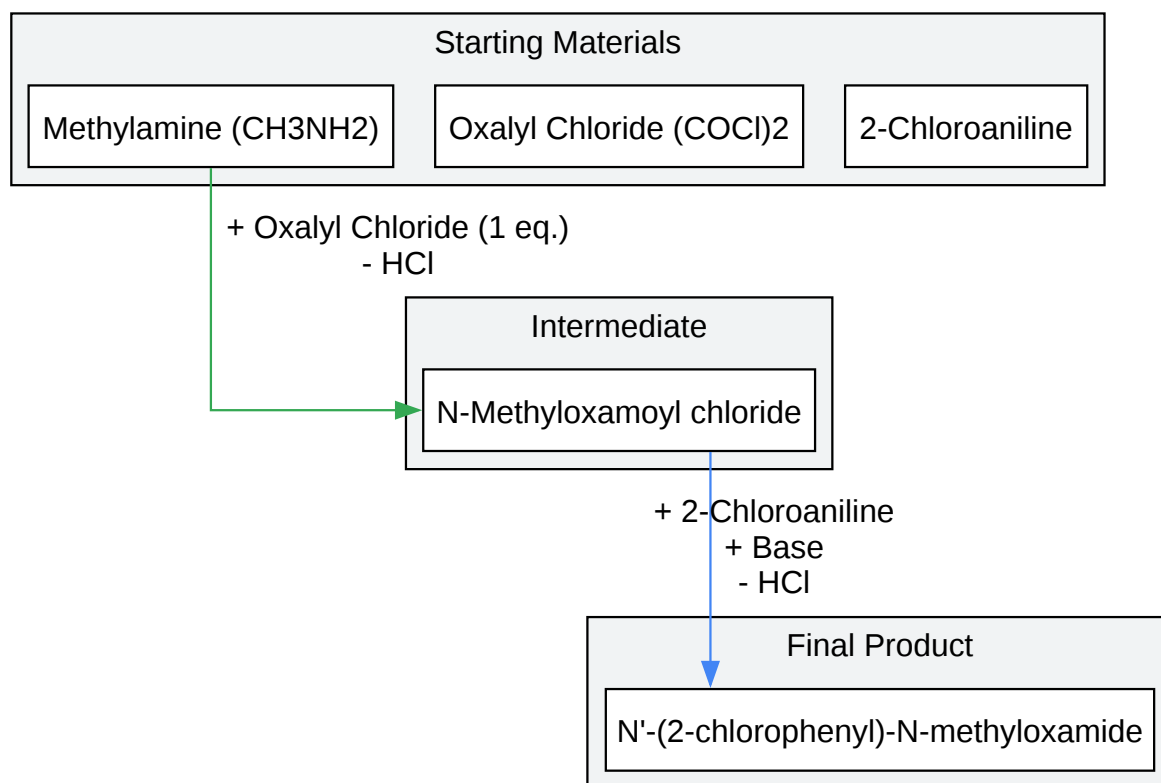 Starting Materials
Methylamine (CH3NH2)
Oxalyl Chloride (COCl)2
2-Chloroaniline
+ Oxalyl Chloride (1 eq.)
- HCl
Intermediate
N-Methyloxamoyl chloride
+ 2-Chloroaniline
+ Base
- HCl
Final Product
N'-(2-chlorophenyl)-N-methyloxamide